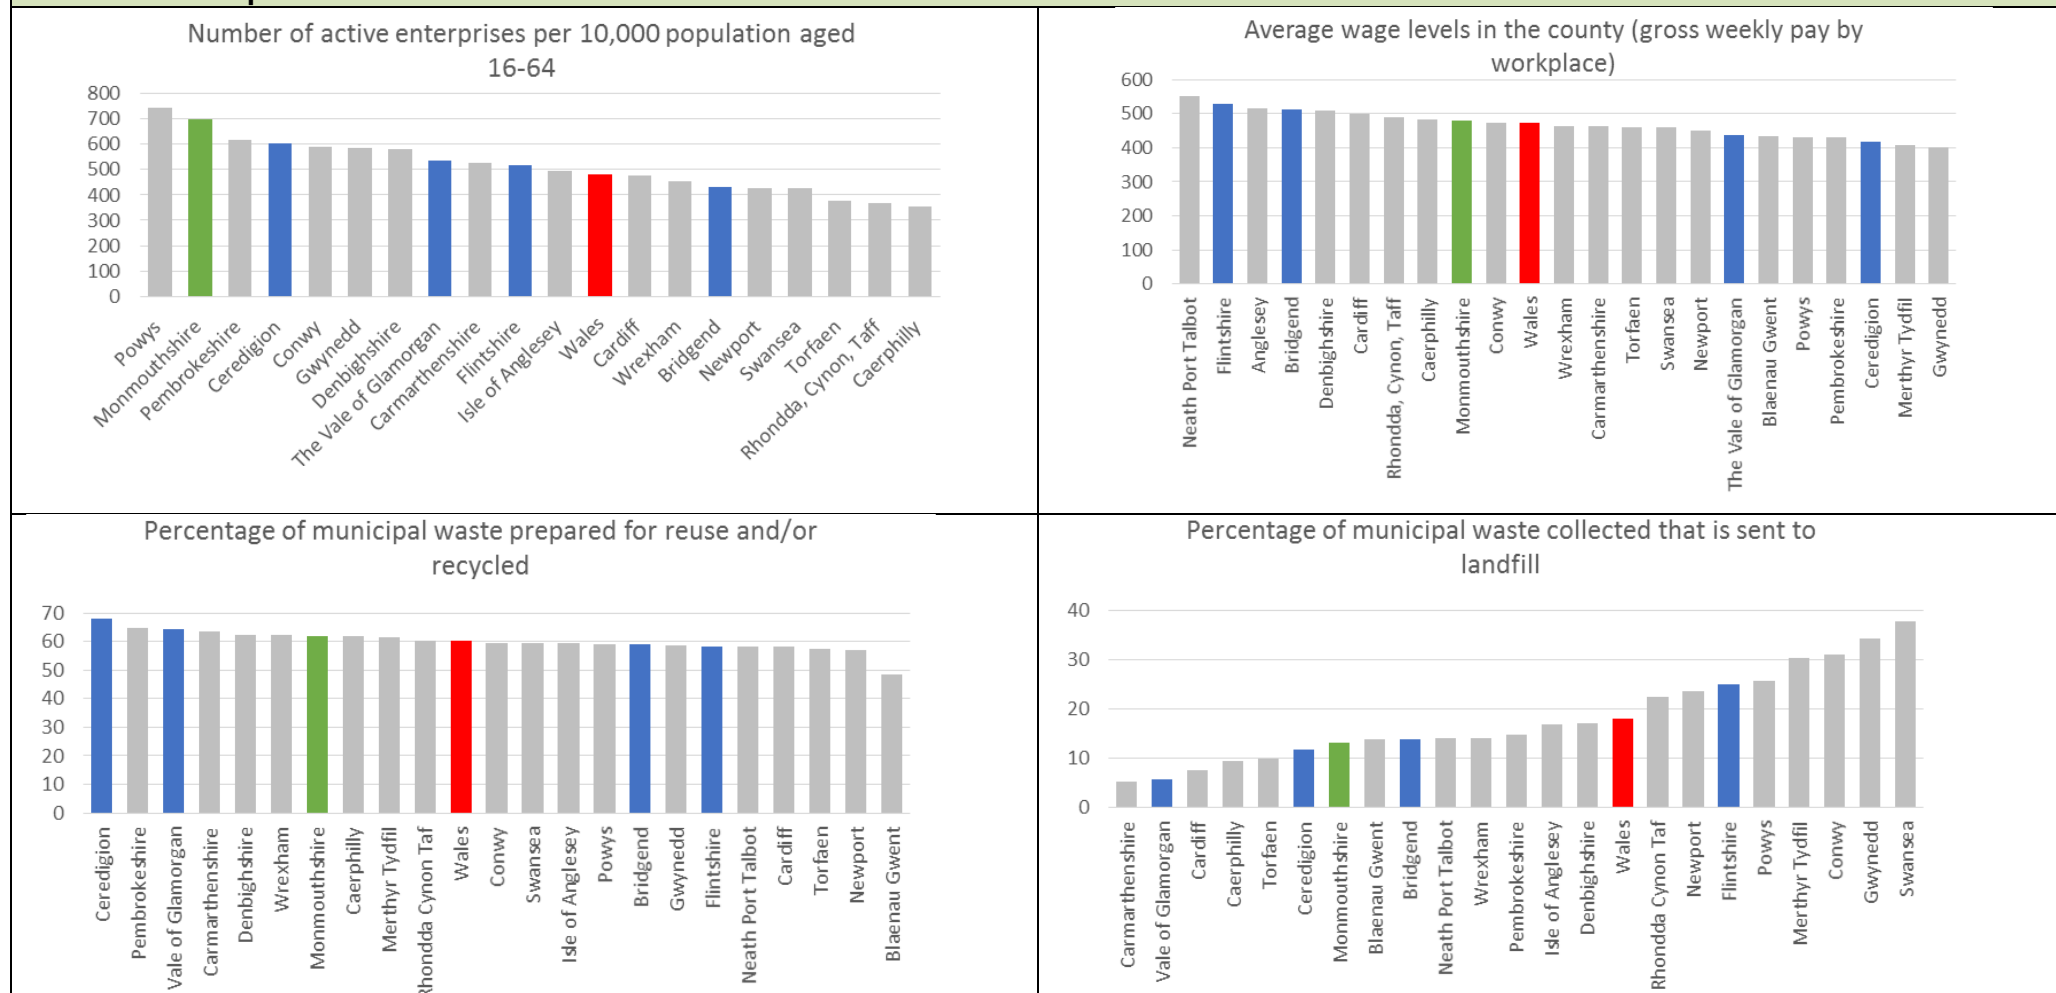 Number of active enterprises per 10,000 population aged
16-64
800
700
600
500
400
300
200
100
0
Powys
Monmouthshire
Pembrokeshire
Ceredigion
Conwy
Gwynedd
Denbighshire
The Vale of Glamorgan
Carmarthenshire
Flintshire
Isle of Anglesey
Wales
Cardiff
Wrexham
Bridgend
Newport
Swansea
Torfaen
Rhondda, Cynon, Taff
Caerphilly
Average wage levels in the county (gross weekly pay by
workplace)
600
500
400
300
200
100
0
Neath Port Talbot
Flintshire
Anglesey
Bridgend
Denbighshire
Cardiff
Rhondda, Cynon, Taff
Caerphilly
Monmouthshire
Conwy
Wales
Wrexham
Carmarthenshire
Torfaen
Swansea
Newport
The Vale of Glamorgan
Blaenau Gwent
Powys
Pembrokeshire
Ceredigion
Merthyr Tydfil
Gwynedd
Percentage of municipal waste prepared for reuse and/or
recycled
70
60
50
40
30
20
10
0
Ceredigion
Pembrokeshire
Vale of Glamorgan
Carmarthenshire
Denbighshire
Wrexham
Monmouthshire
Caerphilly
Merthyr Tydfil
Rhondda Cynon Taf
Wales
Conwy
Swansea
Isle of Anglesey
Powys
Bridgend
Gwynedd
Flintshire
Neath Port Talbot
Cardiff
Torfaen
Newport
Blaenau Gwent
Percentage of municipal waste collected that is sent to
landfill
40
30
20
10
0
Carmarthenshire
Vale of Glamorgan
Cardiff
Caerphilly
Torfaen
Ceredigion
Monmouthshire
Blaenau Gwent
Bridgend
Neath Port Talbot
Wrexham
Pembrokeshire
Isle of Anglesey
Denbighshire
Wales
Rhondda Cynon Taf
Newport
Flintshire
Powys
Merthyr Tydfil
Conwy
Gwynedd
Swansea